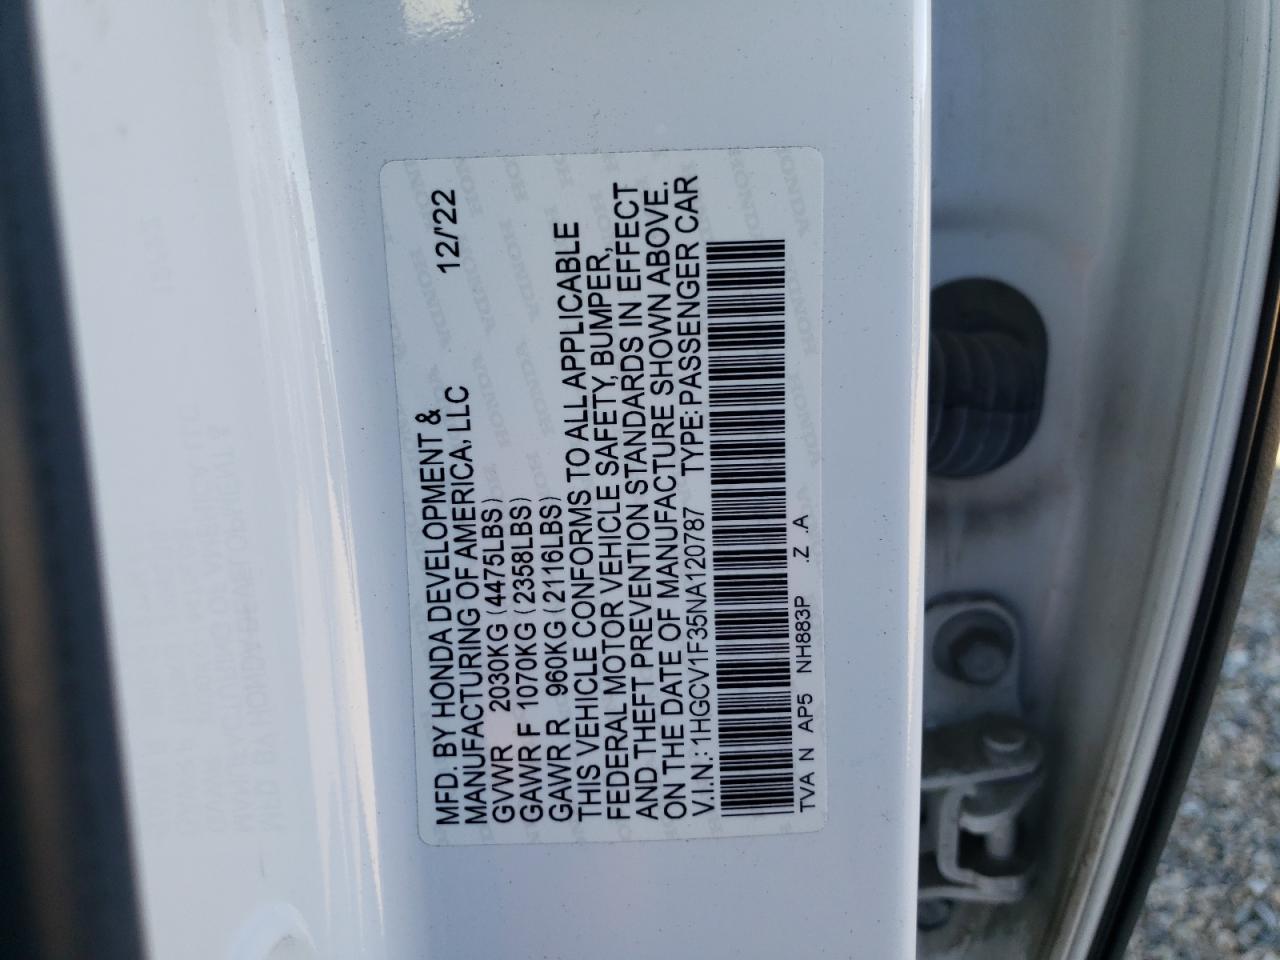 MFD. BY HONDA DEVELOPMENT &
MANUFACTURING OF AMERICA, LLC 12/'22
GVWR 2030KG (4475LBS)
GAWR F 1070KG (2358LBS)
GAWR R 960KG (2116LBS)
THIS VEHICLE CONFORMS TO ALL APPLICABLE
FEDERAL MOTOR VEHICLE SAFETY, BUMPER,
AND THEFT PREVENTION STANDARDS IN EFFECT
ON THE DATE OF MANUFACTURE SHOWN ABOVE.
V.I.N.: 1HGCV1F35NA120787 TYPE: PASSENGER CAR
TVA N AP5 NH883P .Z .A